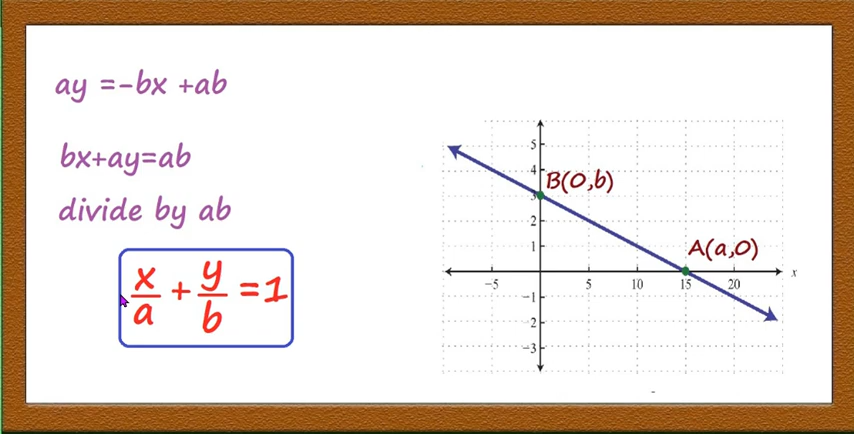 ay =-bx +ab
bx+ay=ab
divide by ab
x/a + y/b =1
5
4
B(0,b)
3
2
1
A(a,0)
x
-5 5 10 15 20
-1
-2
-3